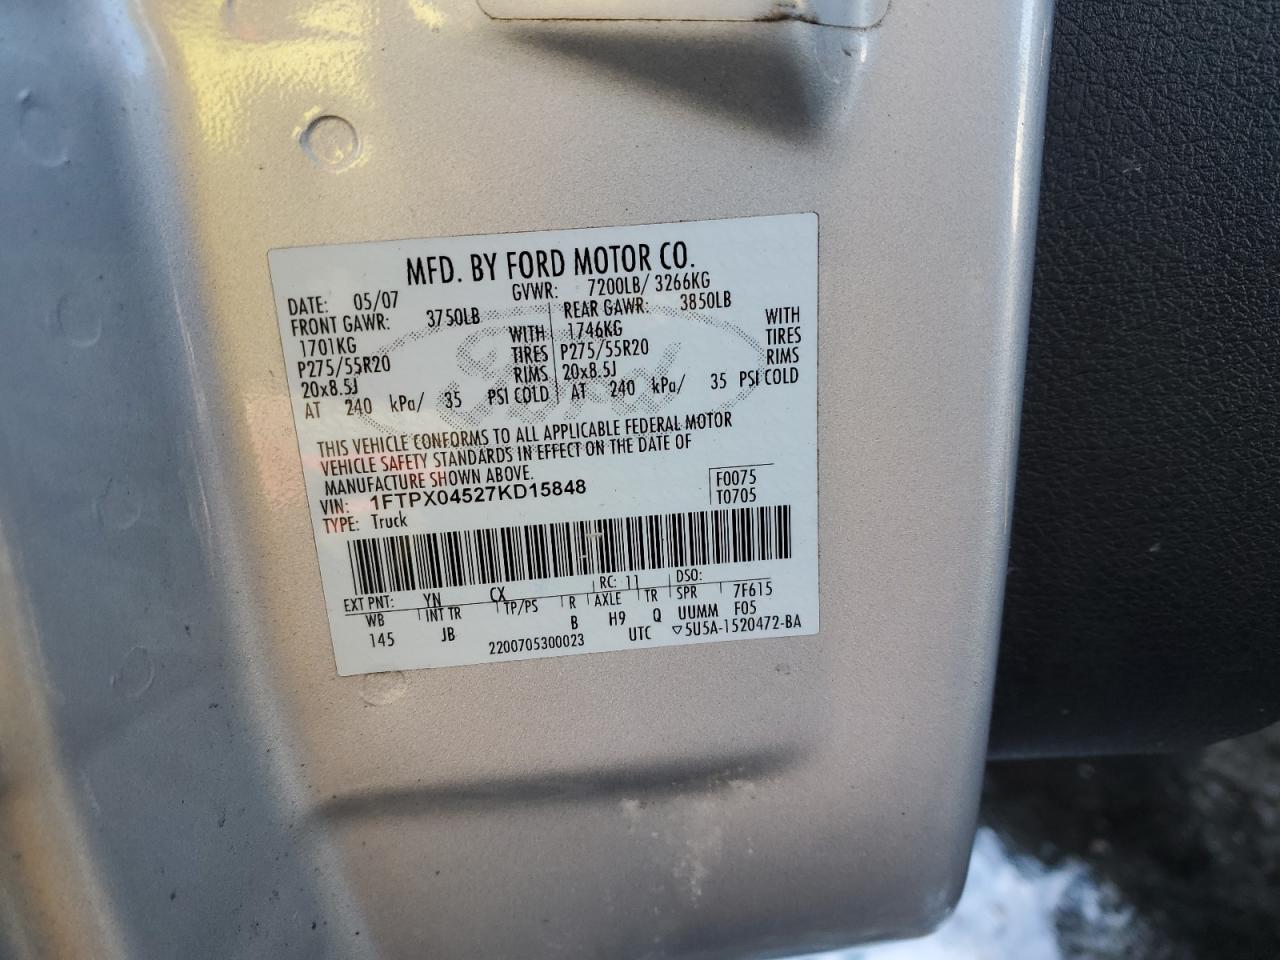 MFD. BY FORD MOTOR CO.
DATE: 05/07 GVWR: 7200LB/ 3266KG
FRONT GAWR: 3750LB REAR GAWR: 3850LB
1701KG WITH 1746KG WITH
P275/55R20 TIRES P275/55R20 TIRES
20x8.5J RIMS 20x8.5J RIMS
AT 240 kPa/ 35 PSI COLD AT 240 kPa/ 35 PSI COLD
THIS VEHICLE CONFORMS TO ALL APPLICABLE FEDERAL MOTOR
VEHICLE SAFETY STANDARDS IN EFFECT ON THE DATE OF
MANUFACTURE SHOWN ABOVE.
VIN: 1FTPX04527KD15848 F0075
TYPE: Truck T0705
EXT PNT: YN CX RC: 11 DSO:
WB INT TR TP/PS R AXLE TR SPR 7F615
145 JB B H9 Q UUMM F05
2200705300023 UTC ▽5U5A-1520472-BA
Ford